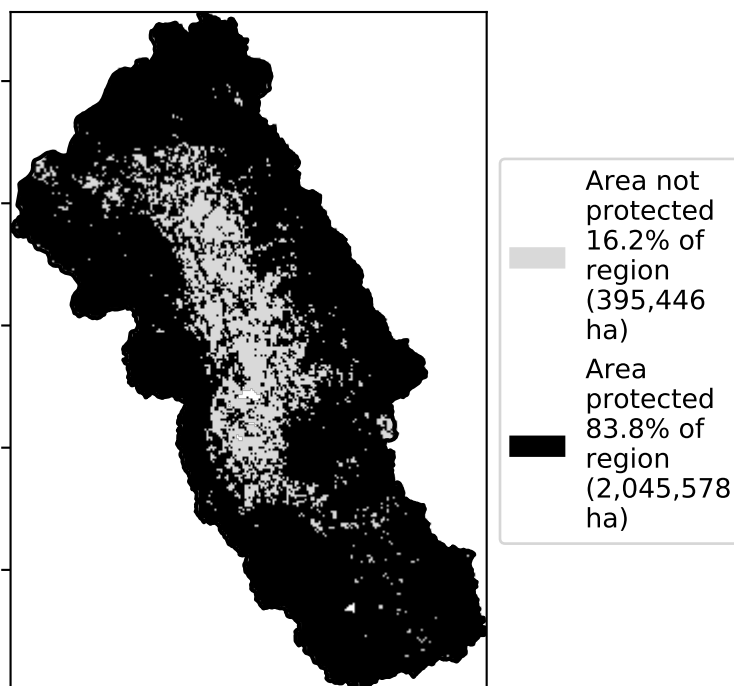 Area not
protected
16.2% of
region
(395,446
ha)
Area
protected
83.8% of
region
(2,045,578
ha)